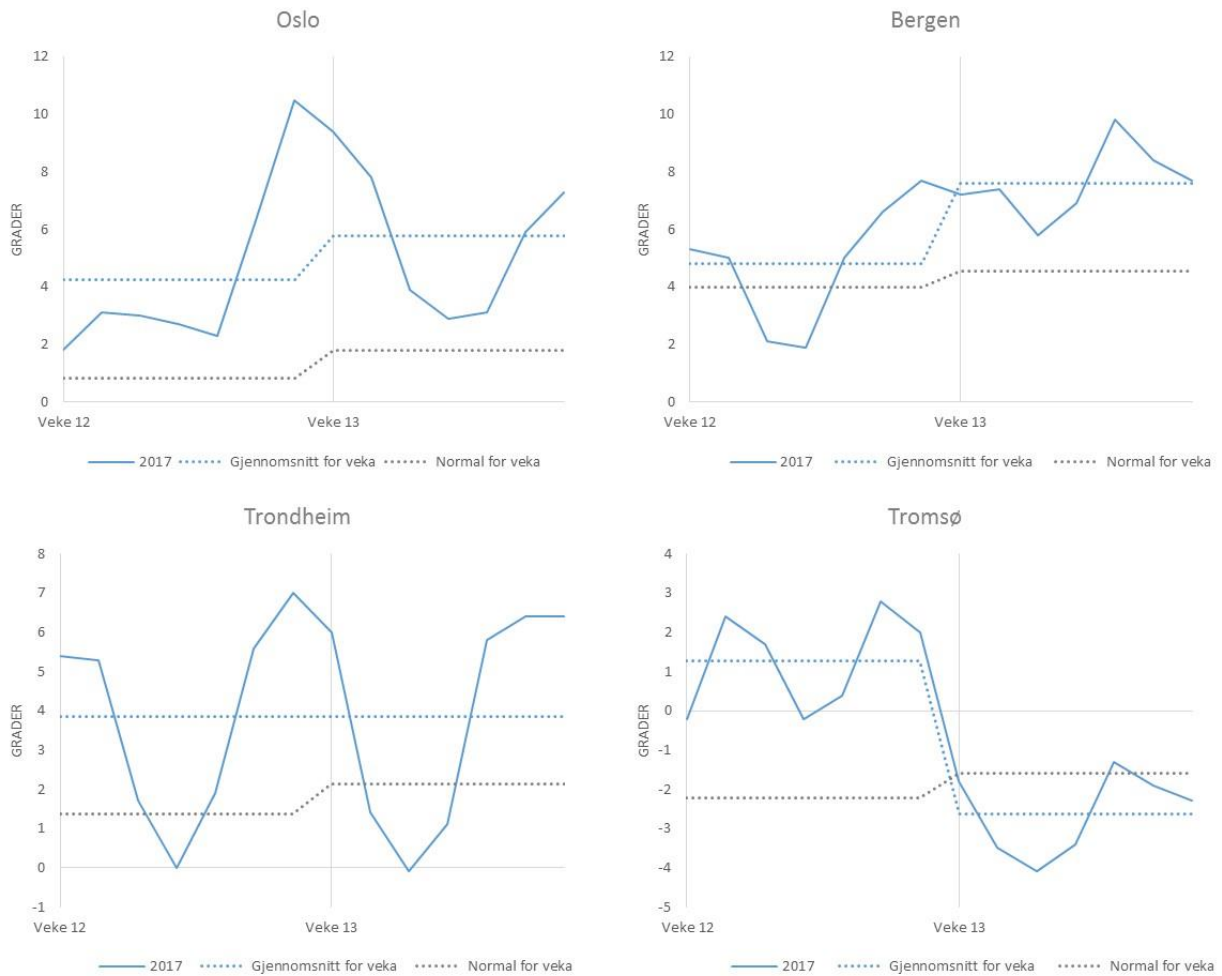 Oslo
12
10
8
6
4
2
0
GRADER
Veke 12
Veke 13
2017
Gjennomsnitt for veka
Normal for veka
Bergen
12
10
8
6
4
2
0
GRADER
Veke 12
Veke 13
2017
Gjennomsnitt for veka
Normal for veka
Trondheim
8
7
6
5
4
3
2
1
0
-1
GRADER
Veke 12
Veke 13
2017
Gjennomsnitt for veka
Normal for veka
Tromsø
4
3
2
1
0
-1
-2
-3
-4
-5
GRADER
Veke 12
Veke 13
2017
Gjennomsnitt for veka
Normal for veka